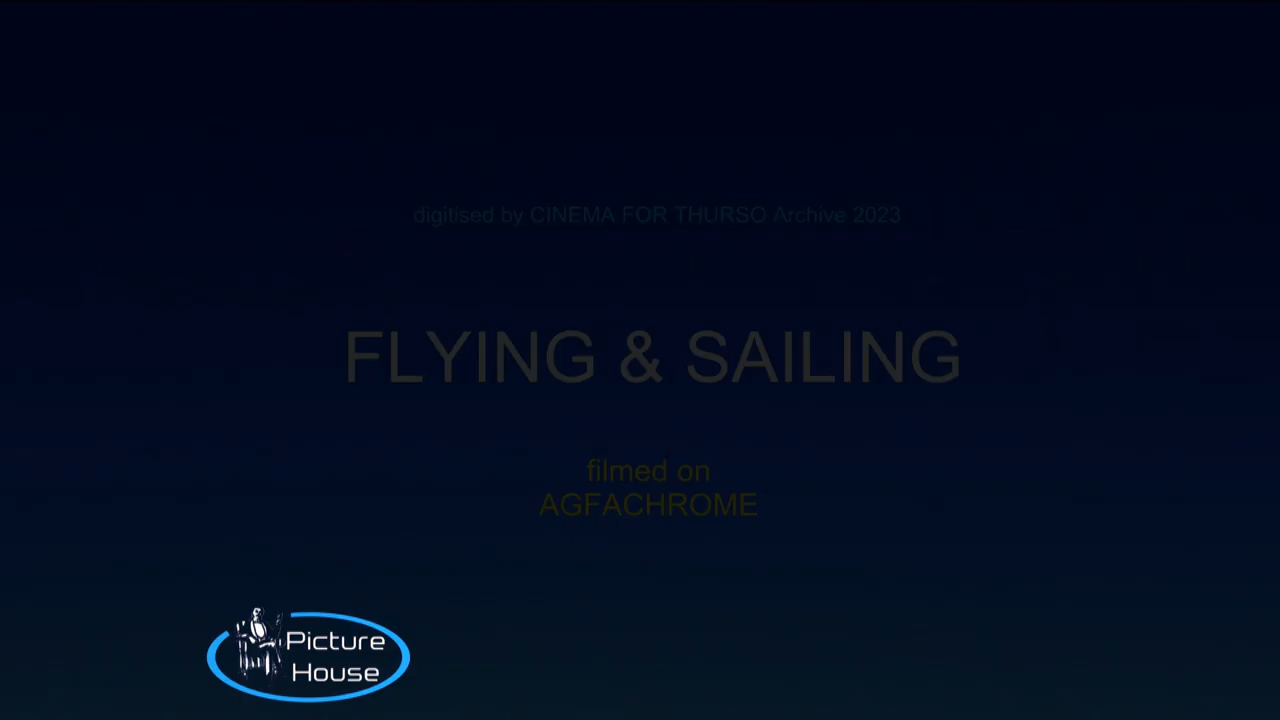 digitised by CINEMA FOR THURSO Archive 2023
FLYING & SAILING
filmed on
AGFACHROME
Picture
House